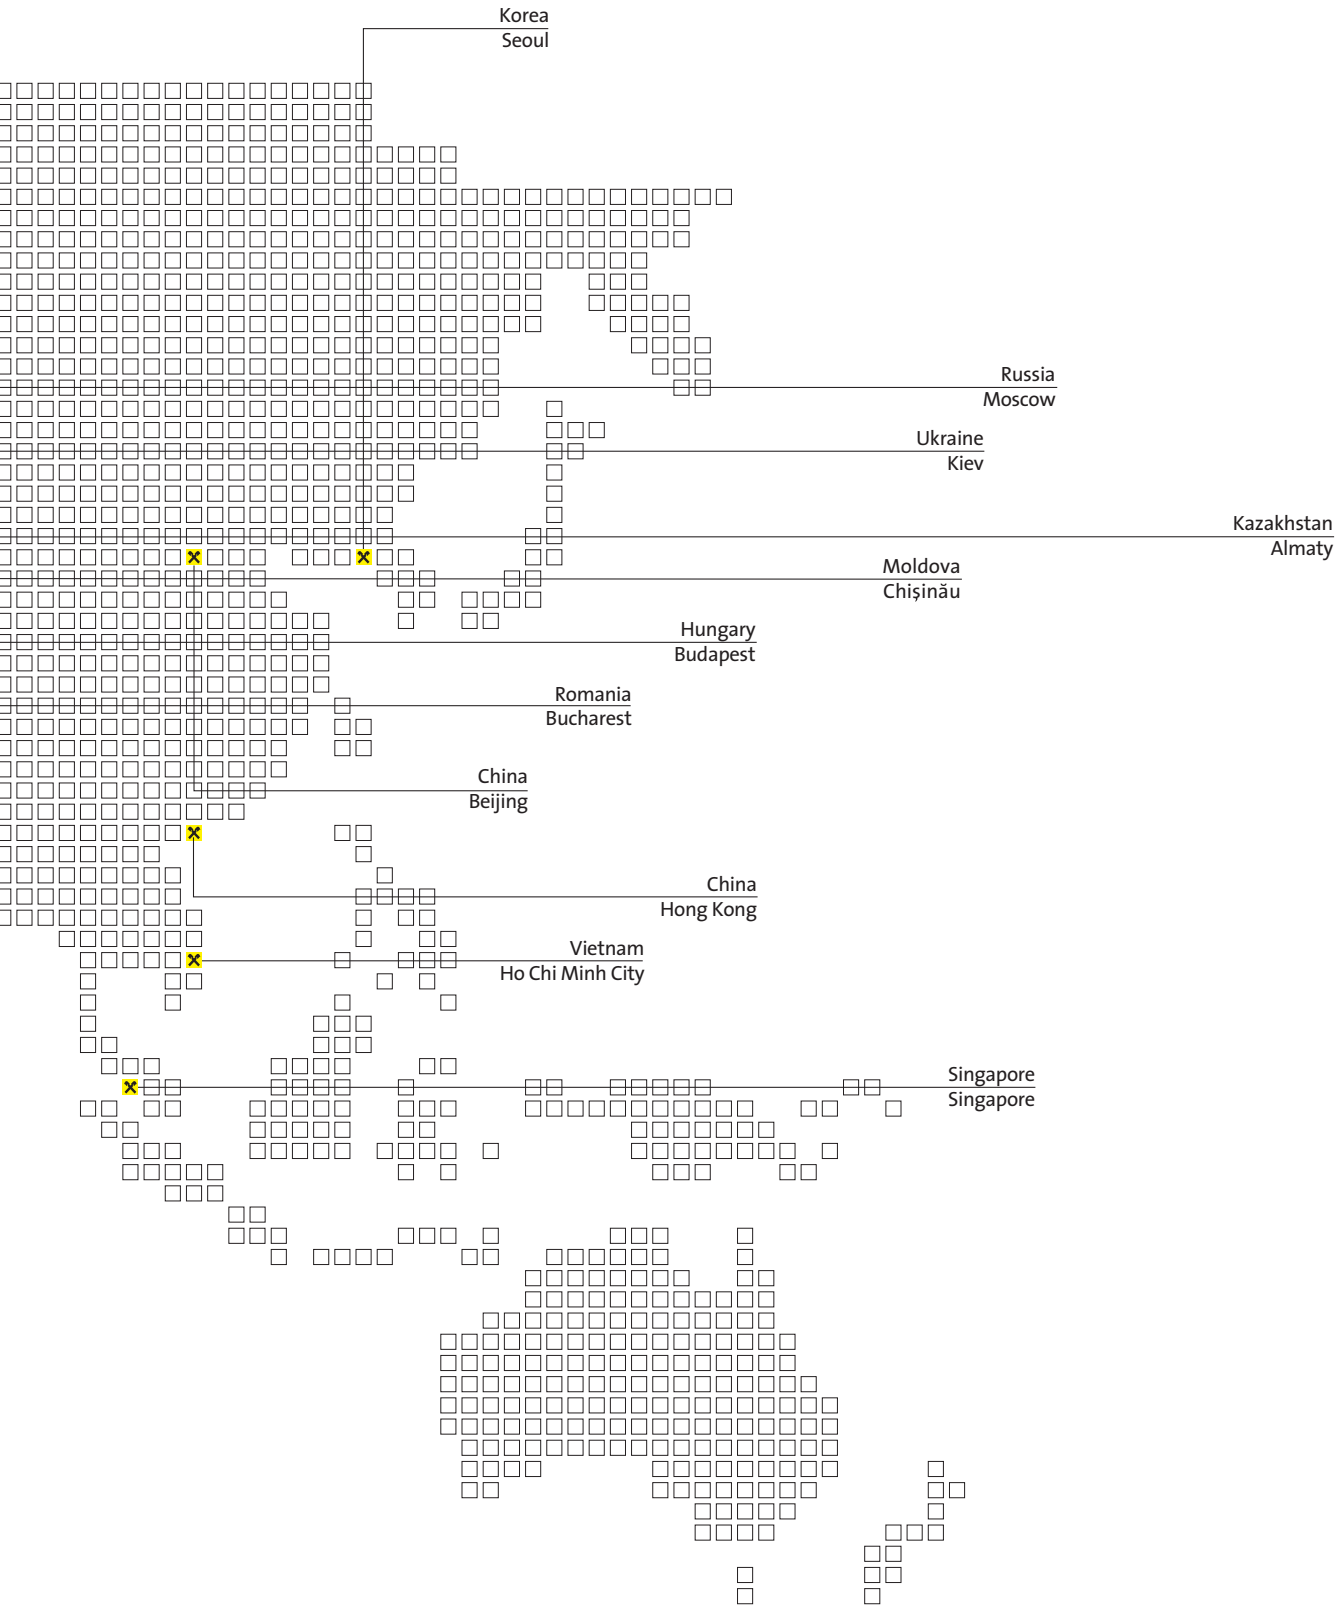 Korea
Seoul
Russia
Moscow
Ukraine
Kiev
Kazakhstan
Almaty
Moldova
Chişinău
Hungary
Budapest
Romania
Bucharest
China
Beijing
China
Hong Kong
Vietnam
Ho Chi Minh City
Singapore
Singapore